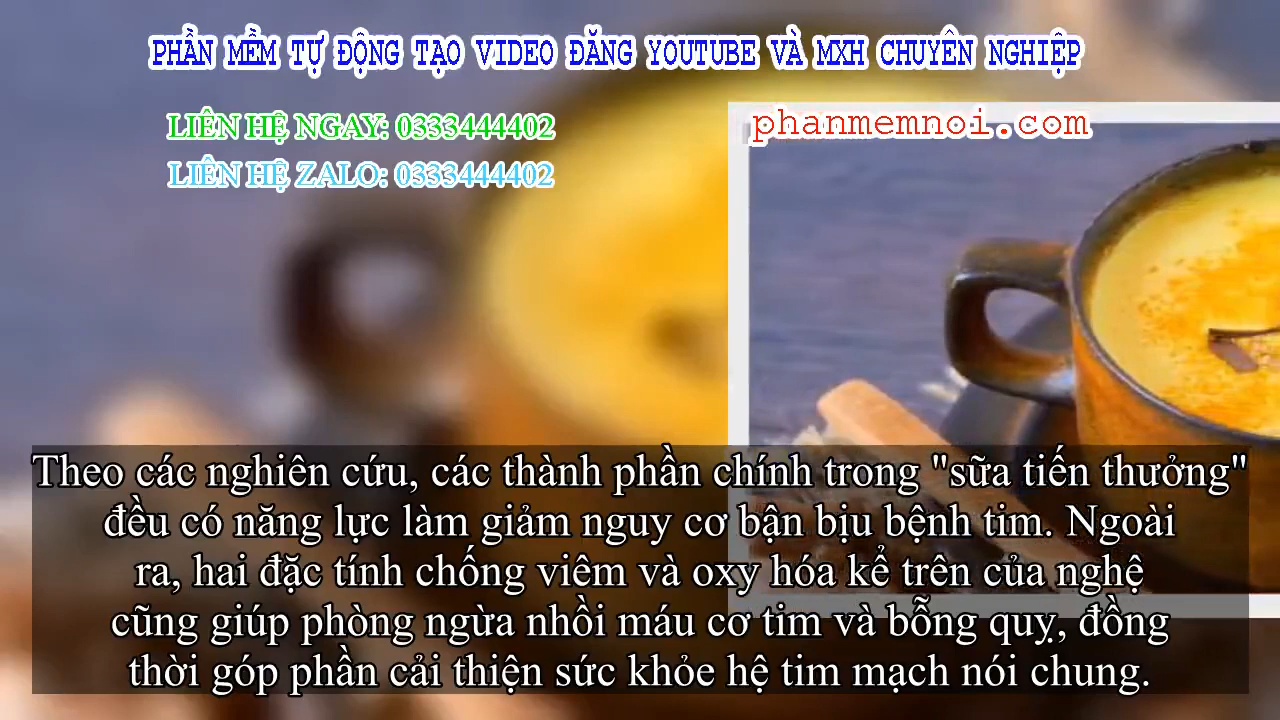 PHẦN MỀM TỰ ĐỘNG TẠO VIDEO ĐĂNG YOUTUBE VÀ MXH CHUYÊN NGHIỆP
LIÊN HỆ NGAY: 0333444402
phanmemnoi.com
LIÊN HỆ ZALO: 0333444402
Theo các nghiên cứu, các thành phần chính trong "sữa tiến thưởng"
đều có năng lực làm giảm nguy cơ bận bịu bệnh tim. Ngoài
ra, hai đặc tính chống viêm và oxy hóa kể trên của nghệ
cũng giúp phòng ngừa nhồi máu cơ tim và bỗng quỵ, đồng
thời góp phần cải thiện sức khỏe hệ tim mạch nói chung.